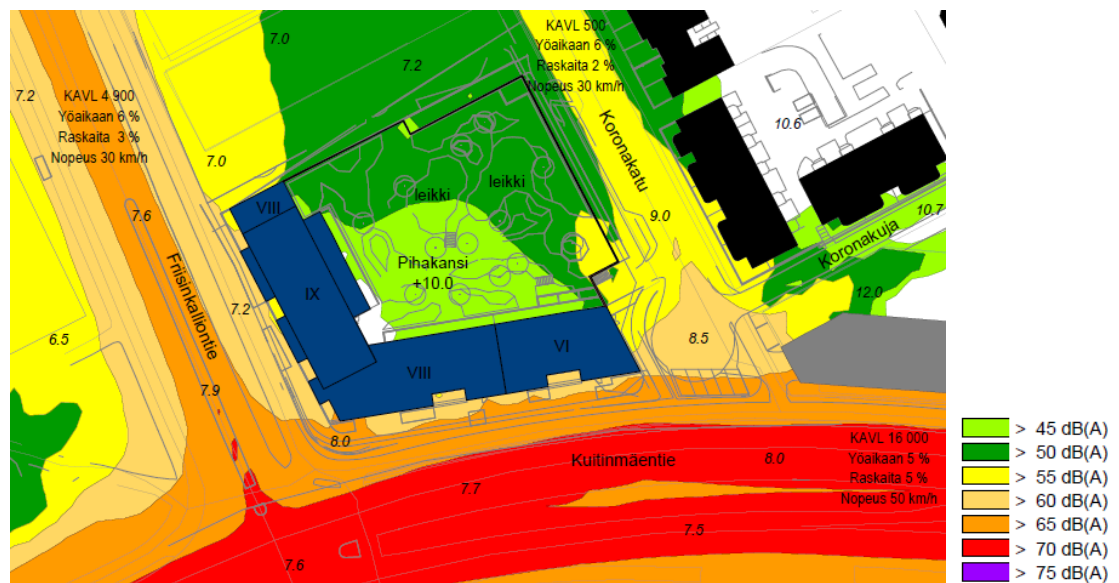 KAVL 500
Yöaikaan 6 %
Raskaita 2 %
Nopeus 30 km/h
7.0
7.2
7.2
KAVL 4 900
Yöaikaan 6 %
Raskaita 3 %
Nopeus 30 km/h
10.6
7.0
leikki
leikki
Koronakatu
7.6
VIII
9.0
10.7
Koronakuja
Friisinkalliontie
Pihakansi
+10.0
IX
7.2
12.0
6.5
8.5
VI
VIII
7.9
8.0
Kuitinmäentie
8.0
KAVL 16 000
Yöaikaan 5 %
Raskaita 5 %
Nopeus 50 km/h
7.7
7.5
7.6
> 45 dB(A)
> 50 dB(A)
> 55 dB(A)
> 60 dB(A)
> 65 dB(A)
> 70 dB(A)
> 75 dB(A)